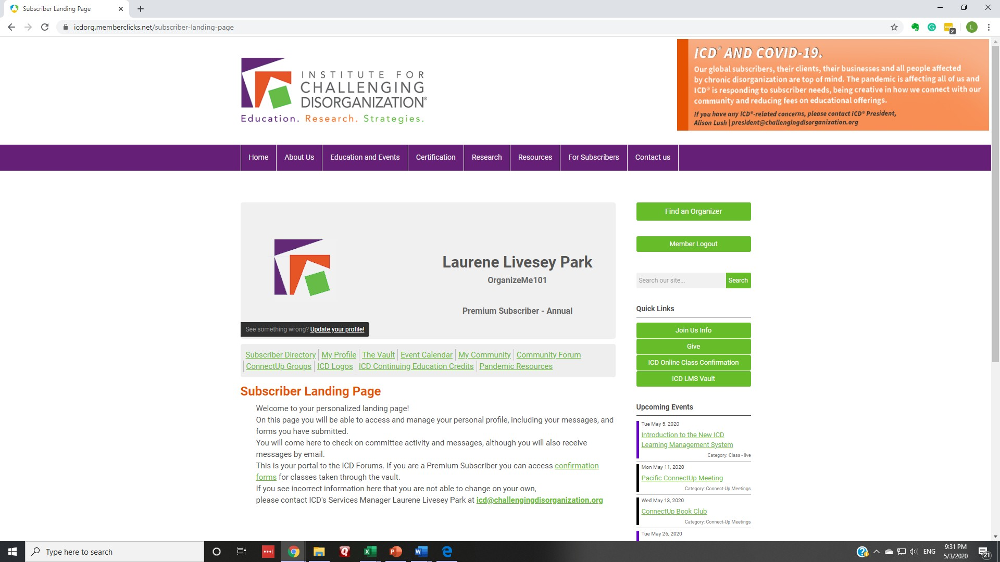 Subscriber Landing Page
icdorg.memberclicks.net/subscriber-landing-page
2
L
INSTITUTE FOR
CHALLENGING
DISORGANIZATION®
Education. Research. Strategies.
ICD® AND COVID-19.
Our global subscribers, their clients, their businesses and all people affected
by chronic disorganization are top of mind. The pandemic is affecting all of us and
ICD® is responding to subscriber needs, being creative in how we connect with our
community and reducing fees on educational offerings.
If you have any ICD®-related concerns, please contact ICD® President,
Alison Lush | president@challengingdisorganization.org
Home
About Us
Education and Events
Certification
Research
Resources
For Subscribers
Contact us
Laurene Livesey Park
OrganizeMe101
Premium Subscriber - Annual
See something wrong? Update your profile!
Subscriber Directory | My Profile | The Vault | Event Calendar | My Community | Community Forum
| ConnectUp Groups | ICD Logos | ICD Continuing Education Credits | Pandemic Resources
Subscriber Landing Page
Welcome to your personalized landing page!
On this page you will be able to access and manage your personal profile, including your messages, and
forms you have submitted.
You will come here to check on committee activity and messages, although you will also receive
messages by email.
This is your portal to the ICD Forums. If you are a Premium Subscriber you can access confirmation
forms for classes taken through the vault.
If you see incorrect information here that you are not able to change on your own,
please contact ICD's Services Manager Laurene Livesey Park at icd@challengingdisorganization.org
Find an Organizer
Member Logout
Search our site...
Search
Quick Links
Join Us Info
Give
ICD Online Class Confirmation
ICD LMS Vault
Upcoming Events
Tue May 5, 2020
Introduction to the New ICD
Learning Management System
Category: Class - live
Mon May 11, 2020
Pacific ConnectUp Meeting
Category: Connect-Up Meetings
Wed May 13, 2020
ConnectUp Book Club
Category: Connect-Up Meetings
Tue May 26, 2020
Type here to search
ENG
9:31 PM
5/3/2020
21